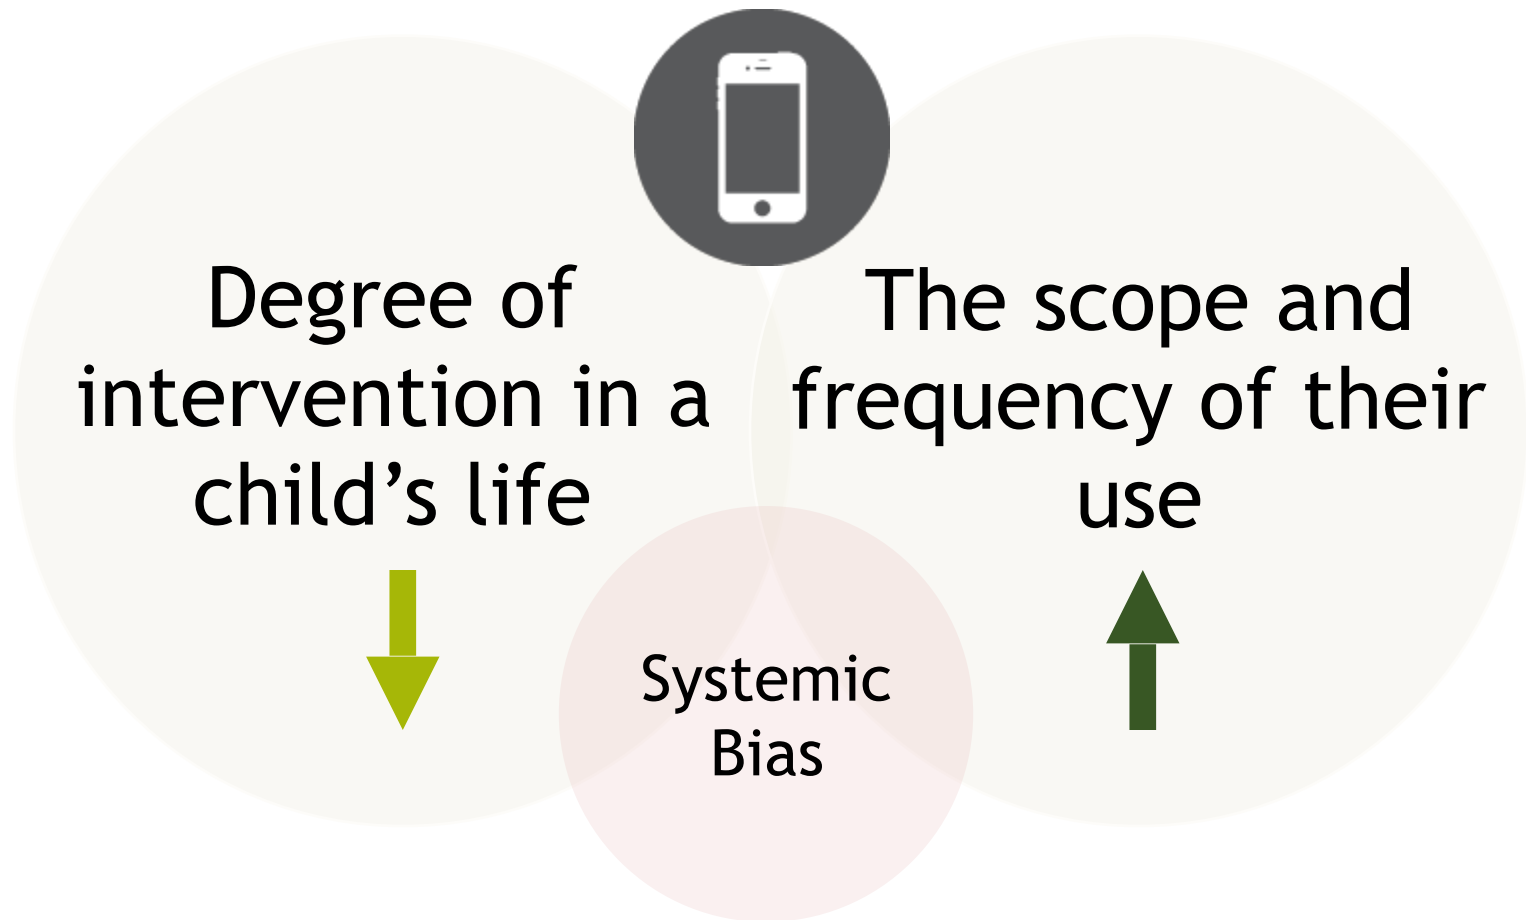 Degree of
intervention in a
child’s life
The scope and
frequency of their
use
Systemic
Bias